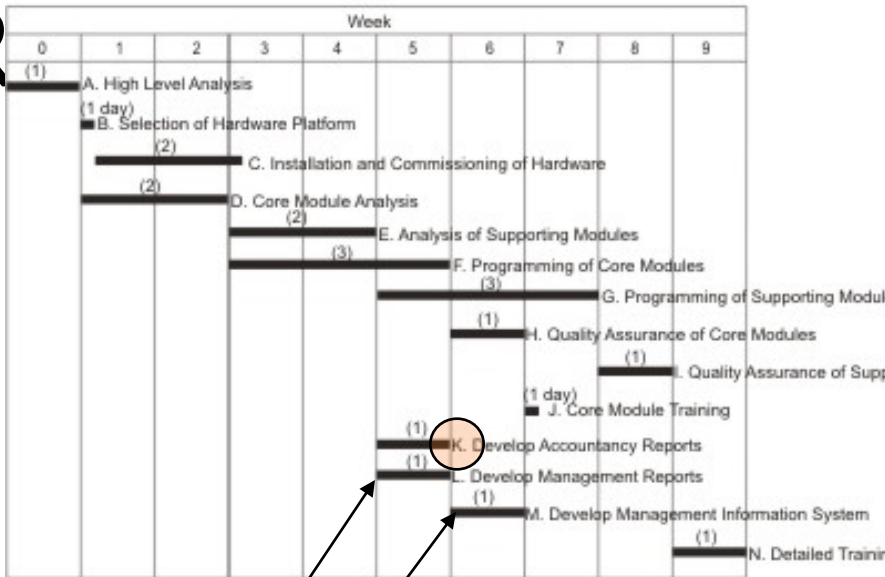 Week
0 1 2 3 4 5 6 7 8 9
(1)
A. High Level Analysis
(1 day)
B. Selection of Hardware Platform
(2)
C. Installation and Commissioning of Hardware
(2)
D. Core Module Analysis
(2)
E. Analysis of Supporting Modules
(3)
F. Programming of Core Modules
(3)
G. Programming of Supporting Modul
(1)
H. Quality Assurance of Core Modules
(1)
I. Quality Assurance of Supp
(1 day)
J. Core Module Training
(1)
K. Develop Accountancy Reports
(1)
L. Develop Management Reports
(1)
M. Develop Management Information System
(1)
N. Detailed Trainin